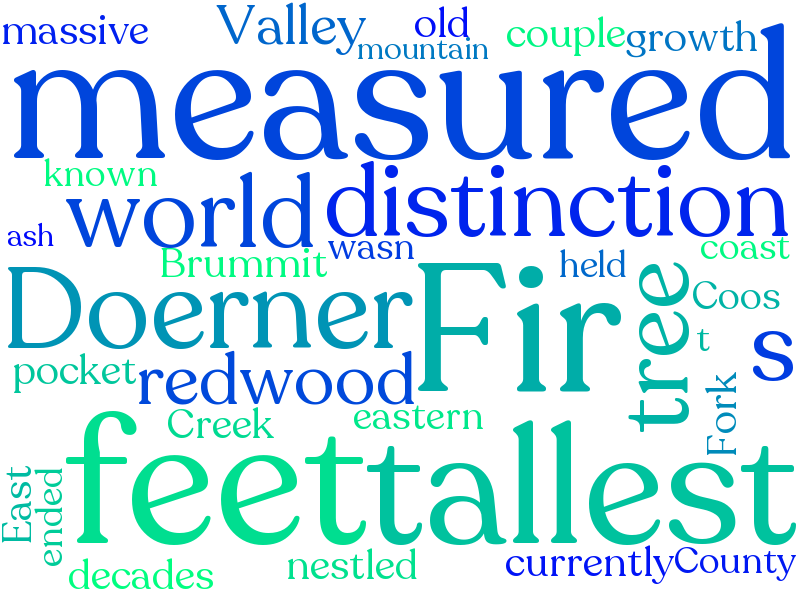 massive
Valley
old
mountain
couple
growth
measured
known
world
distinction
ash
wasn
Brummit
held
coast
Doerner
Fir
tree
Coos
t
s
pocket
redwood
Fork
Creek
eastern
feet
tallest
East
ended
decades
nestled
currently
County